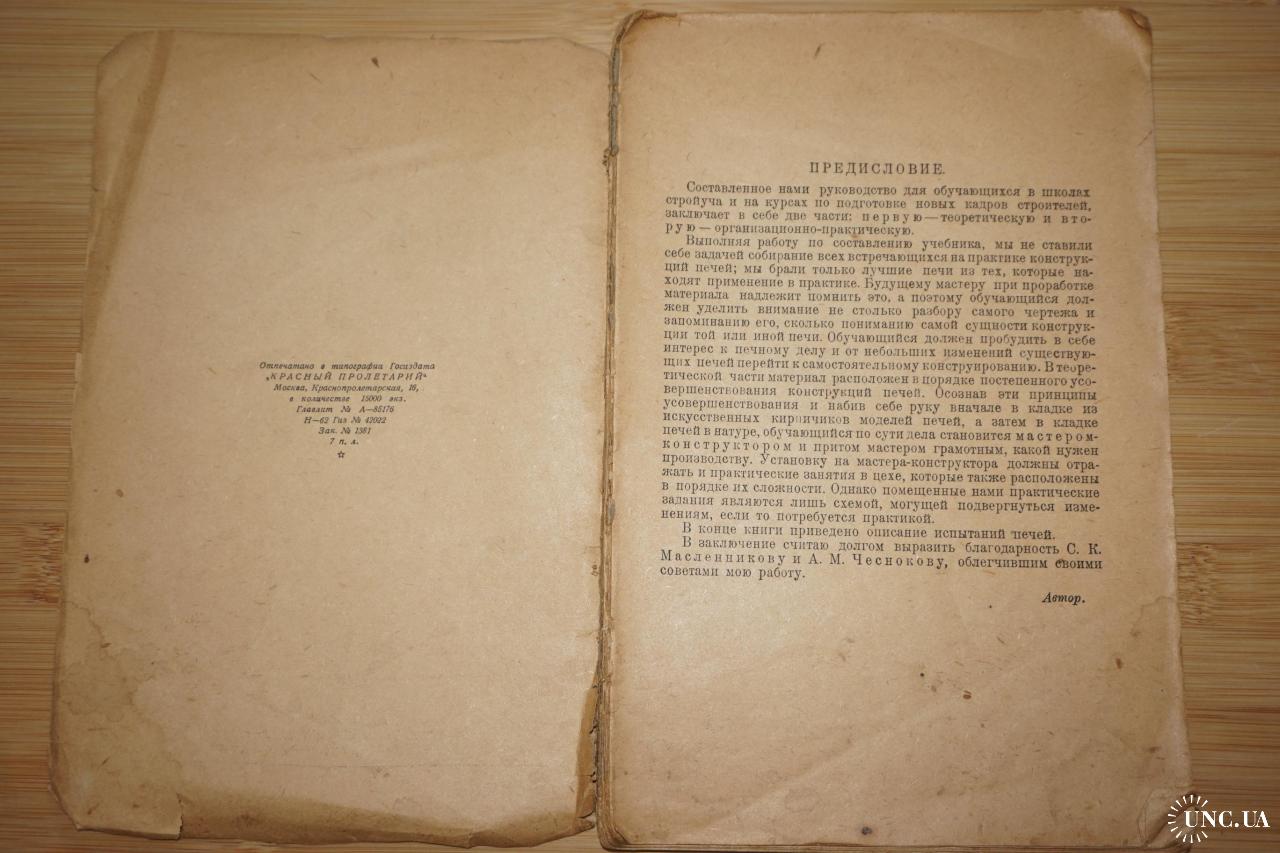 Отпечатано в типографии Госиздата
„КРАСНЫЙ ПРОЛЕТАРИЙ“
Москва, Краснопролетарская, 16,
в количестве 15000 экз.
Главлит № А—85176
Н—62 Гиз № 42022
Зак. № 1381
7 п. л.
ПРЕДИСЛОВИЕ.
Составленное нами руководство для обучающихся в школах
стройуча и на курсах по подготовке новых кадров строителей,
заключает в себе две части: первую—теоретическую и вто-
рую — организационно-практическую.
Выполняя работу по составлению учебника, мы не ставили
себе задачей собирание всех встречающихся на практике конструк-
ций печей; мы брали только лучшие печи из тех, которые на-
ходят применение в практике. Будущему мастеру при проработке
материала надлежит помнить это, а поэтому обучающийся дол-
жен уделить внимание не столько разбору самого чертежа и
запоминанию его, сколько пониманию самой сущности конструк-
ции той или иной печи. Обучающийся должен пробудить в себе
интерес к печному делу и от небольших изменений существую-
щих печей перейти к самостоятельному конструированию. В теоре-
тической части материал расположен в порядке постепенного усо-
вершенствования конструкций печей. Осознав эти принципы
усовершенствования и набив себе руку вначале в кладке из
искусственных кирпичиков моделей печей, а затем в кладке
печей в натуре, обучающийся по сути дела становится мастером-
конструктором и притом мастером грамотным, какой нужен
производству. Установку на мастера-конструктора должны отра-
жать и практические занятия в цехе, которые также расположены
в порядке их сложности. Однако помещенные нами практические
задания являются лишь схемой, могущей подвергнуться изме-
нениям, если то потребуется практикой.
В конце книги приведено описание испытаний печей.
В заключение считаю долгом выразить благодарность С. К.
Масленникову и А. М. Чеснокову, облегчившим своими
советами мою работу.
Автор.
UNC.UA